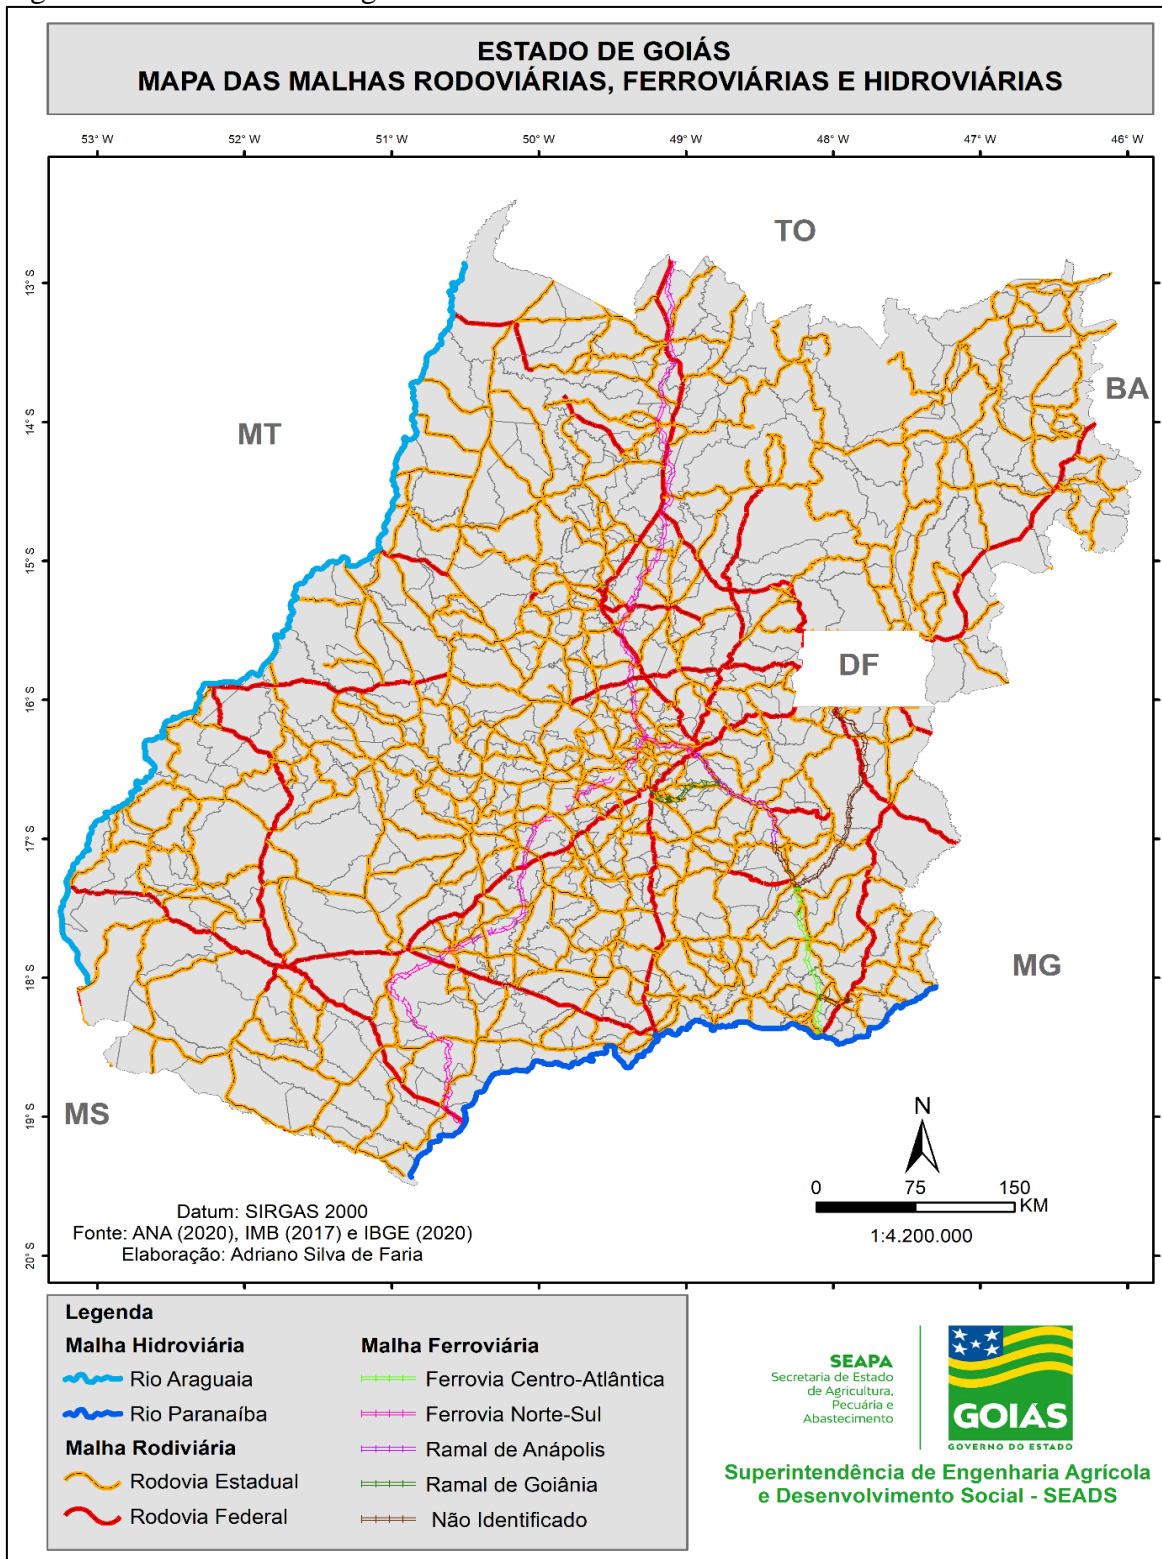 ESTADO DE GOIÁS
MAPA DAS MALHAS RODOVIÁRIAS, FERROVIÁRIAS E HIDROVIÁRIAS
53° W 52° W 51° W 50° W 49° W 48° W 47° W 46° W
13° S
14° S
15° S
16° S
17° S
18° S
19° S
20° S
TO
BA
MT
DF
MG
MS
N
0 75 150
KM
1:4.200.000
Datum: SIRGAS 2000
Fonte: ANA (2020), IMB (2017) e IBGE (2020)
Elaboração: Adriano Silva de Faria
Legenda
Malha Hidroviária
Rio Araguaia
Rio Paranaíba
Malha Rodiviária
Rodovia Estadual
Rodovia Federal
Malha Ferroviária
Ferrovia Centro-Atlântica
Ferrovia Norte-Sul
Ramal de Anápolis
Ramal de Goiânia
Não Identificado
SEAPA
Secretaria de Estado
de Agricultura,
Pecuária e
Abastecimento
GOIÁS
GOVERNO DO ESTADO
Superintendência de Engenharia Agrícola
e Desenvolvimento Social - SEADS